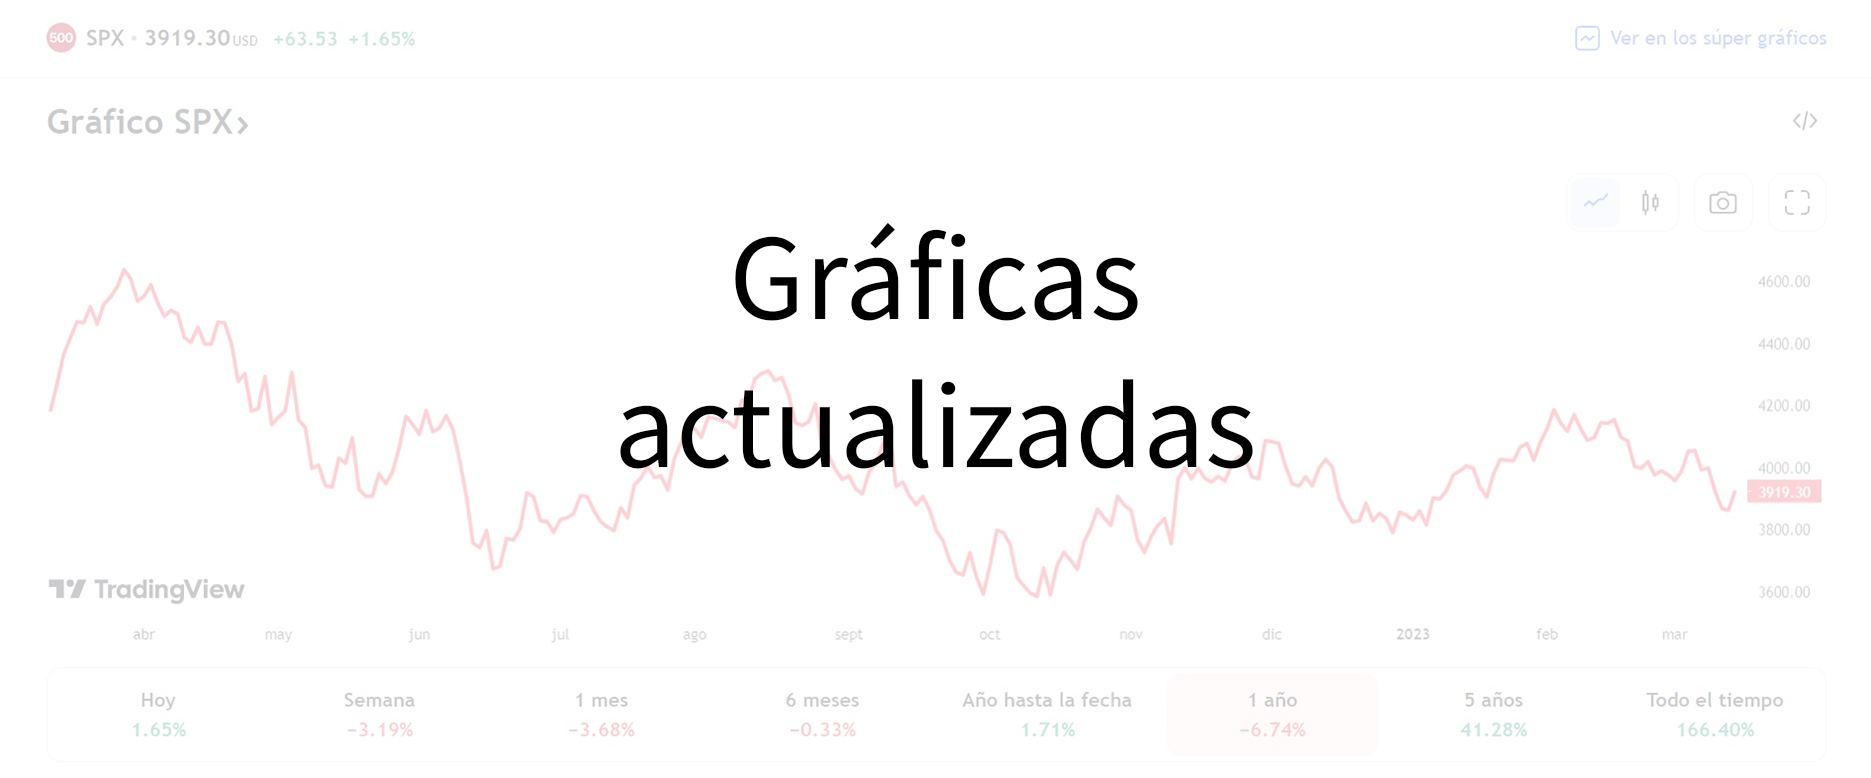 500 SPX • 3919.30 USD +63.53 +1.65%
Ver en los súper gráficos
Gráfico SPX
Gráficas
actualizadas
4600.00
4400.00
4200.00
4000.00
3919.30
3800.00
3600.00
TradingView
abr may jun jul ago sept oct nov dic 2023 feb mar
Hoy Semana 1 mes 6 meses Año hasta la fecha 1 año 5 años Todo el tiempo
1.65% −3.19% −3.68% −0.33% 1.71% −6.74% 41.28% 166.40%